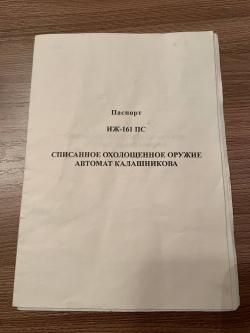 Паспорт
ИЖ-161 ПС
СПИСАННОЕ ОХОЛОЩЕННОЕ ОРУЖИЕ
АВТОМАТ КАЛАШНИКОВА